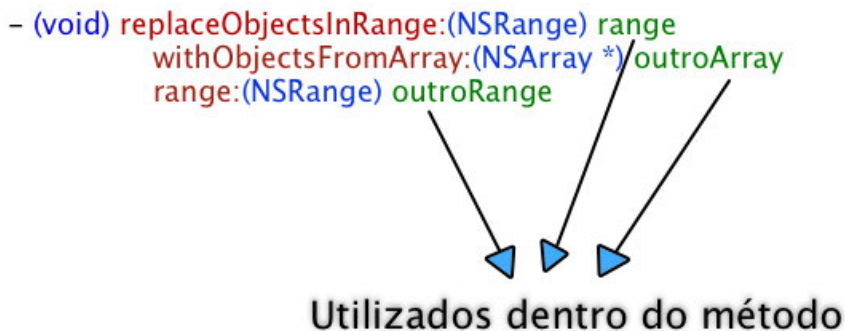 - (void) replaceObjectsInRange:(NSRange) range
withObjectsFromArray:(NSArray *) outroArray
range:(NSRange) outroRange
Utilizados dentro do método